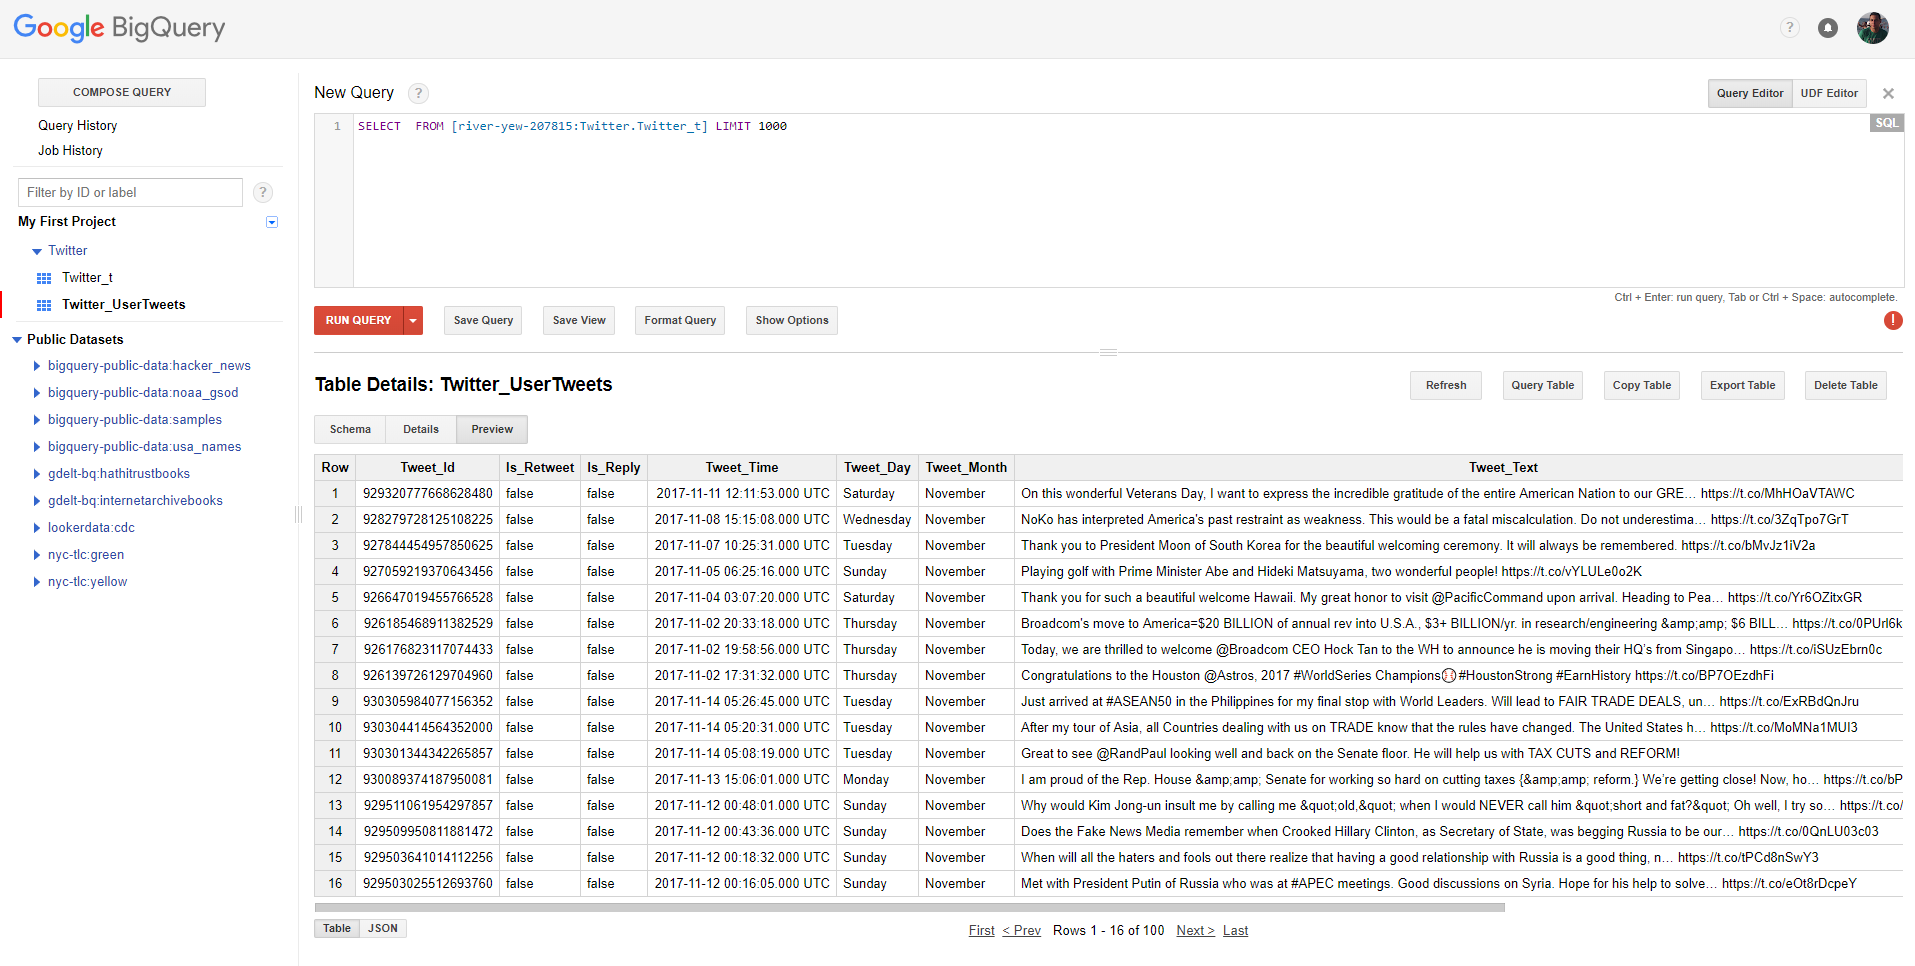 Google BigQuery
?
COMPOSE QUERY
Query History
Job History
Filter by ID or label
?
My First Project
Twitter
Twitter_t
Twitter_UserTweets
Public Datasets
bigquery-public-data:hacker_news
bigquery-public-data:noaa_gsod
bigquery-public-data:samples
bigquery-public-data:usa_names
gdelt-bq:hathitrustbooks
gdelt-bq:internetarchivebooks
lookerdata:cdc
nyc-tlc:green
nyc-tlc:yellow
New Query ? Query Editor UDF Editor
1 SELECT FROM [river-yew-207815:Twitter.Twitter_t] LIMIT 1000 SQL
Ctrl + Enter: run query, Tab or Ctrl + Space: autocomplete.
RUN QUERY Save Query Save View Format Query Show Options !
Table Details: Twitter_UserTweets Refresh Query Table Copy Table Export Table Delete Table
Schema Details Preview
Row Tweet_Id Is_Retweet Is_Reply Tweet_Time Tweet_Day Tweet_Month Tweet_Text
1 929320777668628480 false false 2017-11-11 12:11:53.000 UTC Saturday November On this wonderful Veterans Day, I want to express the incredible gratitude of the entire American Nation to our GRE… https://t.co/MhHOaVTAWC
2 928279728125108225 false false 2017-11-08 15:15:08.000 UTC Wednesday November NoKo has interpreted America's past restraint as weakness. This would be a fatal miscalculation. Do not underestima… https://t.co/3ZqTpo7GrT
3 927844454957850625 false false 2017-11-07 10:25:31.000 UTC Tuesday November Thank you to President Moon of South Korea for the beautiful welcoming ceremony. It will always be remembered. https://t.co/bMvJz1iV2a
4 927059219370643456 false false 2017-11-05 06:25:16.000 UTC Sunday November Playing golf with Prime Minister Abe and Hideki Matsuyama, two wonderful people! https://t.co/vYLULe0o2K
5 926647019455766528 false false 2017-11-04 03:07:20.000 UTC Saturday November Thank you for such a beautiful welcome Hawaii. My great honor to visit @PacificCommand upon arrival. Heading to Pea… https://t.co/Yr6OZitxGR
6 926185468911382529 false false 2017-11-02 20:33:18.000 UTC Thursday November Broadcom's move to America=$20 BILLION of annual rev into U.S.A., $3+ BILLION/yr. in research/engineering &amp;amp; $6 BILL… https://t.co/0PUrl6k
7 926176823117074433 false false 2017-11-02 19:58:56.000 UTC Thursday November Today, we are thrilled to welcome @Broadcom CEO Hock Tan to the WH to announce he is moving their HQ's from Singapo… https://t.co/iSUzEbrn0c
8 926139726129704960 false false 2017-11-02 17:31:32.000 UTC Thursday November Congratulations to the Houston @Astros, 2017 #WorldSeries Champions⚾️#HoustonStrong #EarnHistory https://t.co/BP7OEzdhFi
9 930305984077156352 false false 2017-11-14 05:26:45.000 UTC Tuesday November Just arrived at #ASEAN50 in the Philippines for my final stop with World Leaders. Will lead to FAIR TRADE DEALS, un… https://t.co/ExRBdQnJru
10 930304414564352000 false false 2017-11-14 05:20:31.000 UTC Tuesday November After my tour of Asia, all Countries dealing with us on TRADE know that the rules have changed. The United States h… https://t.co/MoMNa1MUI3
11 930301344342265857 false false 2017-11-14 05:08:19.000 UTC Tuesday November Great to see @RandPaul looking well and back on the Senate floor. He will help us with TAX CUTS and REFORM!
12 930089374187950081 false false 2017-11-13 15:06:01.000 UTC Monday November I am proud of the Rep. House &amp;amp; Senate for working so hard on cutting taxes {&amp;amp; reform.} We're getting close! Now, ho… https://t.co/bP
13 929511061954297857 false false 2017-11-12 00:48:01.000 UTC Sunday November Why would Kim Jong-un insult me by calling me &quot;old,&quot; when I would NEVER call him &quot;short and fat?&quot; Oh well, I try so… https://t.co/
14 929509950811881472 false false 2017-11-12 00:43:36.000 UTC Sunday November Does the Fake News Media remember when Crooked Hillary Clinton, as Secretary of State, was begging Russia to be our… https://t.co/0QnLU03c03
15 929503641014112256 false false 2017-11-12 00:18:32.000 UTC Sunday November When will all the haters and fools out there realize that having a good relationship with Russia is a good thing, n… https://t.co/tPCd8nSwY3
16 929503025512693760 false false 2017-11-12 00:16:05.000 UTC Sunday November Met with President Putin of Russia who was at #APEC meetings. Good discussions on Syria. Hope for his help to solve… https://t.co/eOt8rDcpeY
Table JSON First < Prev Rows 1 - 16 of 100 Next > Last